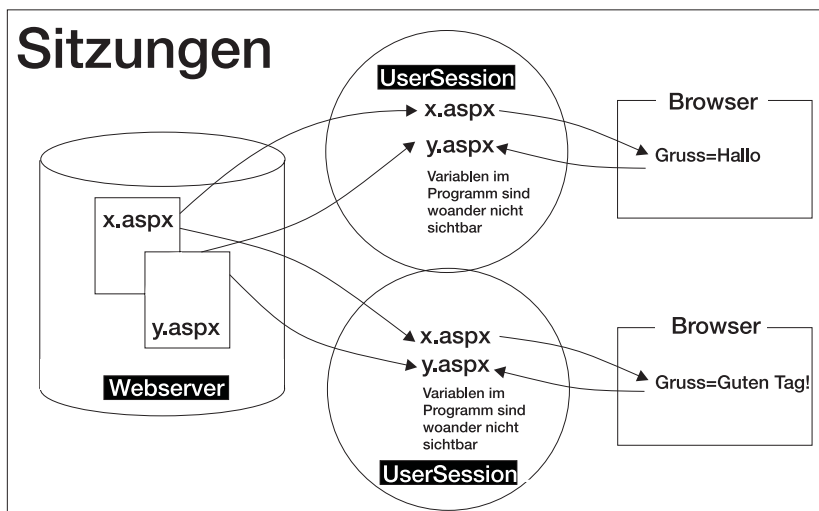 Sitzungen
UserSession
x.aspx
y.aspx
Variablen im
Programm sind
woander nicht
sichtbar
Browser
Gruss=Hallo
x.aspx
y.aspx
Webserver
x.aspx
y.aspx
Variablen im
Programm sind
woander nicht
sichtbar
UserSession
Browser
Gruss=Guten Tag!